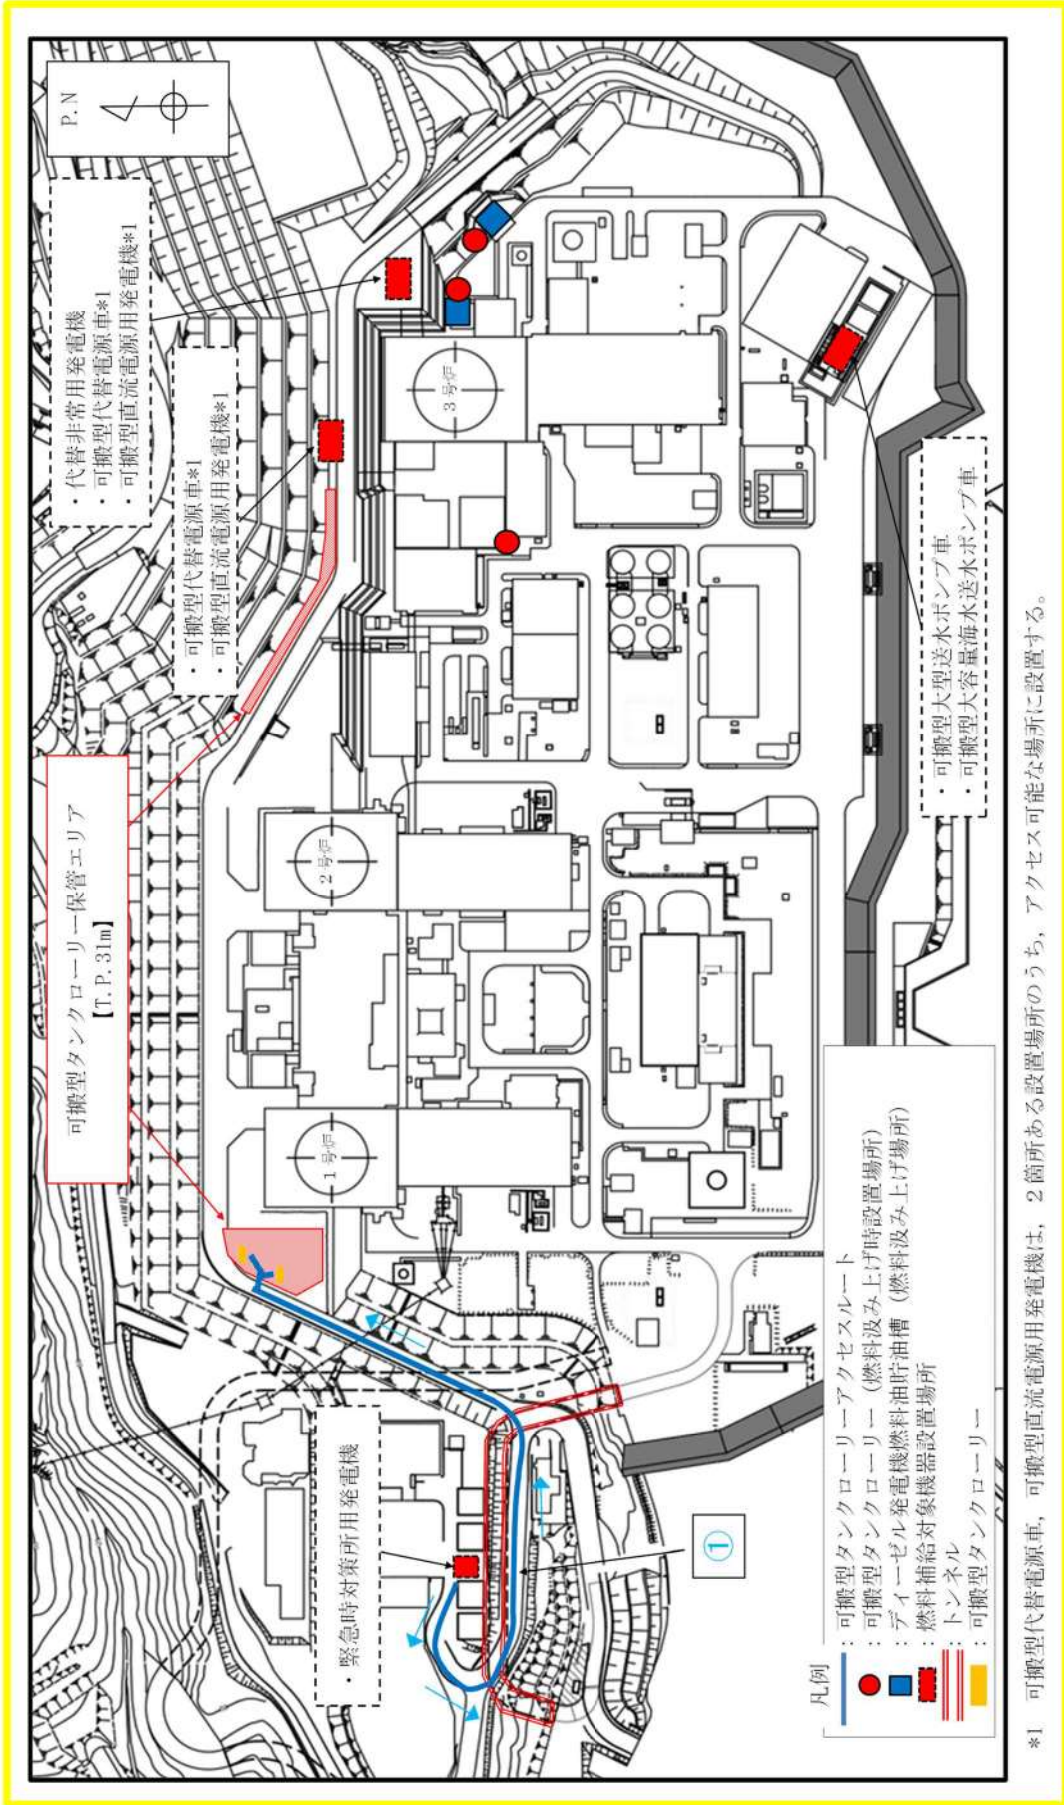 P.N
・代替非常用発電機
・可搬型代替電源車*1
・可搬型直流電源用発電機*1
・可搬型代替電源車*1
・可搬型直流電源用発電機*1
可搬型タンクローリー保管エリア
【T.P.31m】
・緊急時対策所用発電機
1号炉
2号炉
3号炉
①
・可搬型大型送水ポンプ車
・可搬型大容量海水送水ポンプ車
凡例
：可搬型タンクローリーアクセスルート
：可搬型タンクローリー（燃料汲み上げ時設置場所）
：ディーゼル発電機燃料油貯油槽（燃料汲み上げ場所）
：燃料補給対象機器設置場所
：トンネル
：可搬型タンクローリー
*1　可搬型代替電源車，可搬型直流電源用発電機は，２箇所ある設置場所のうち，アクセス可能な場所に設置する。